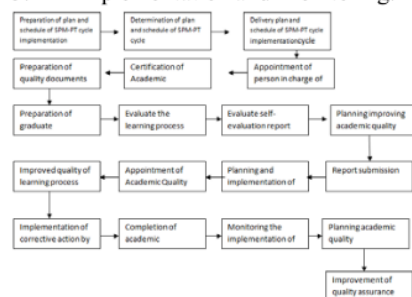 Preparation of plan and
schedule of SPM-PT cycle
implementation
Determination of plan
and schedule of SPM-PT
cycle
Delivery plan and
schedule of SPM-PT cycle
implementationcycle
Preparation of
quality documents
Certification of
Academic
Appointment of
person in charge of
Preparation of
graduate
Evaluate the
learning process
Evaluate self-
evaluation report
Planning improving
academic quality
Improved quality of
learning process
Appointment of
Academic Quality
Planning and
implementation of
Report submission
Implementation of
corrective action by
Completion of
academic
Monitoring the
implementation of
Planning academic
quality
Improvement of
quality assurance